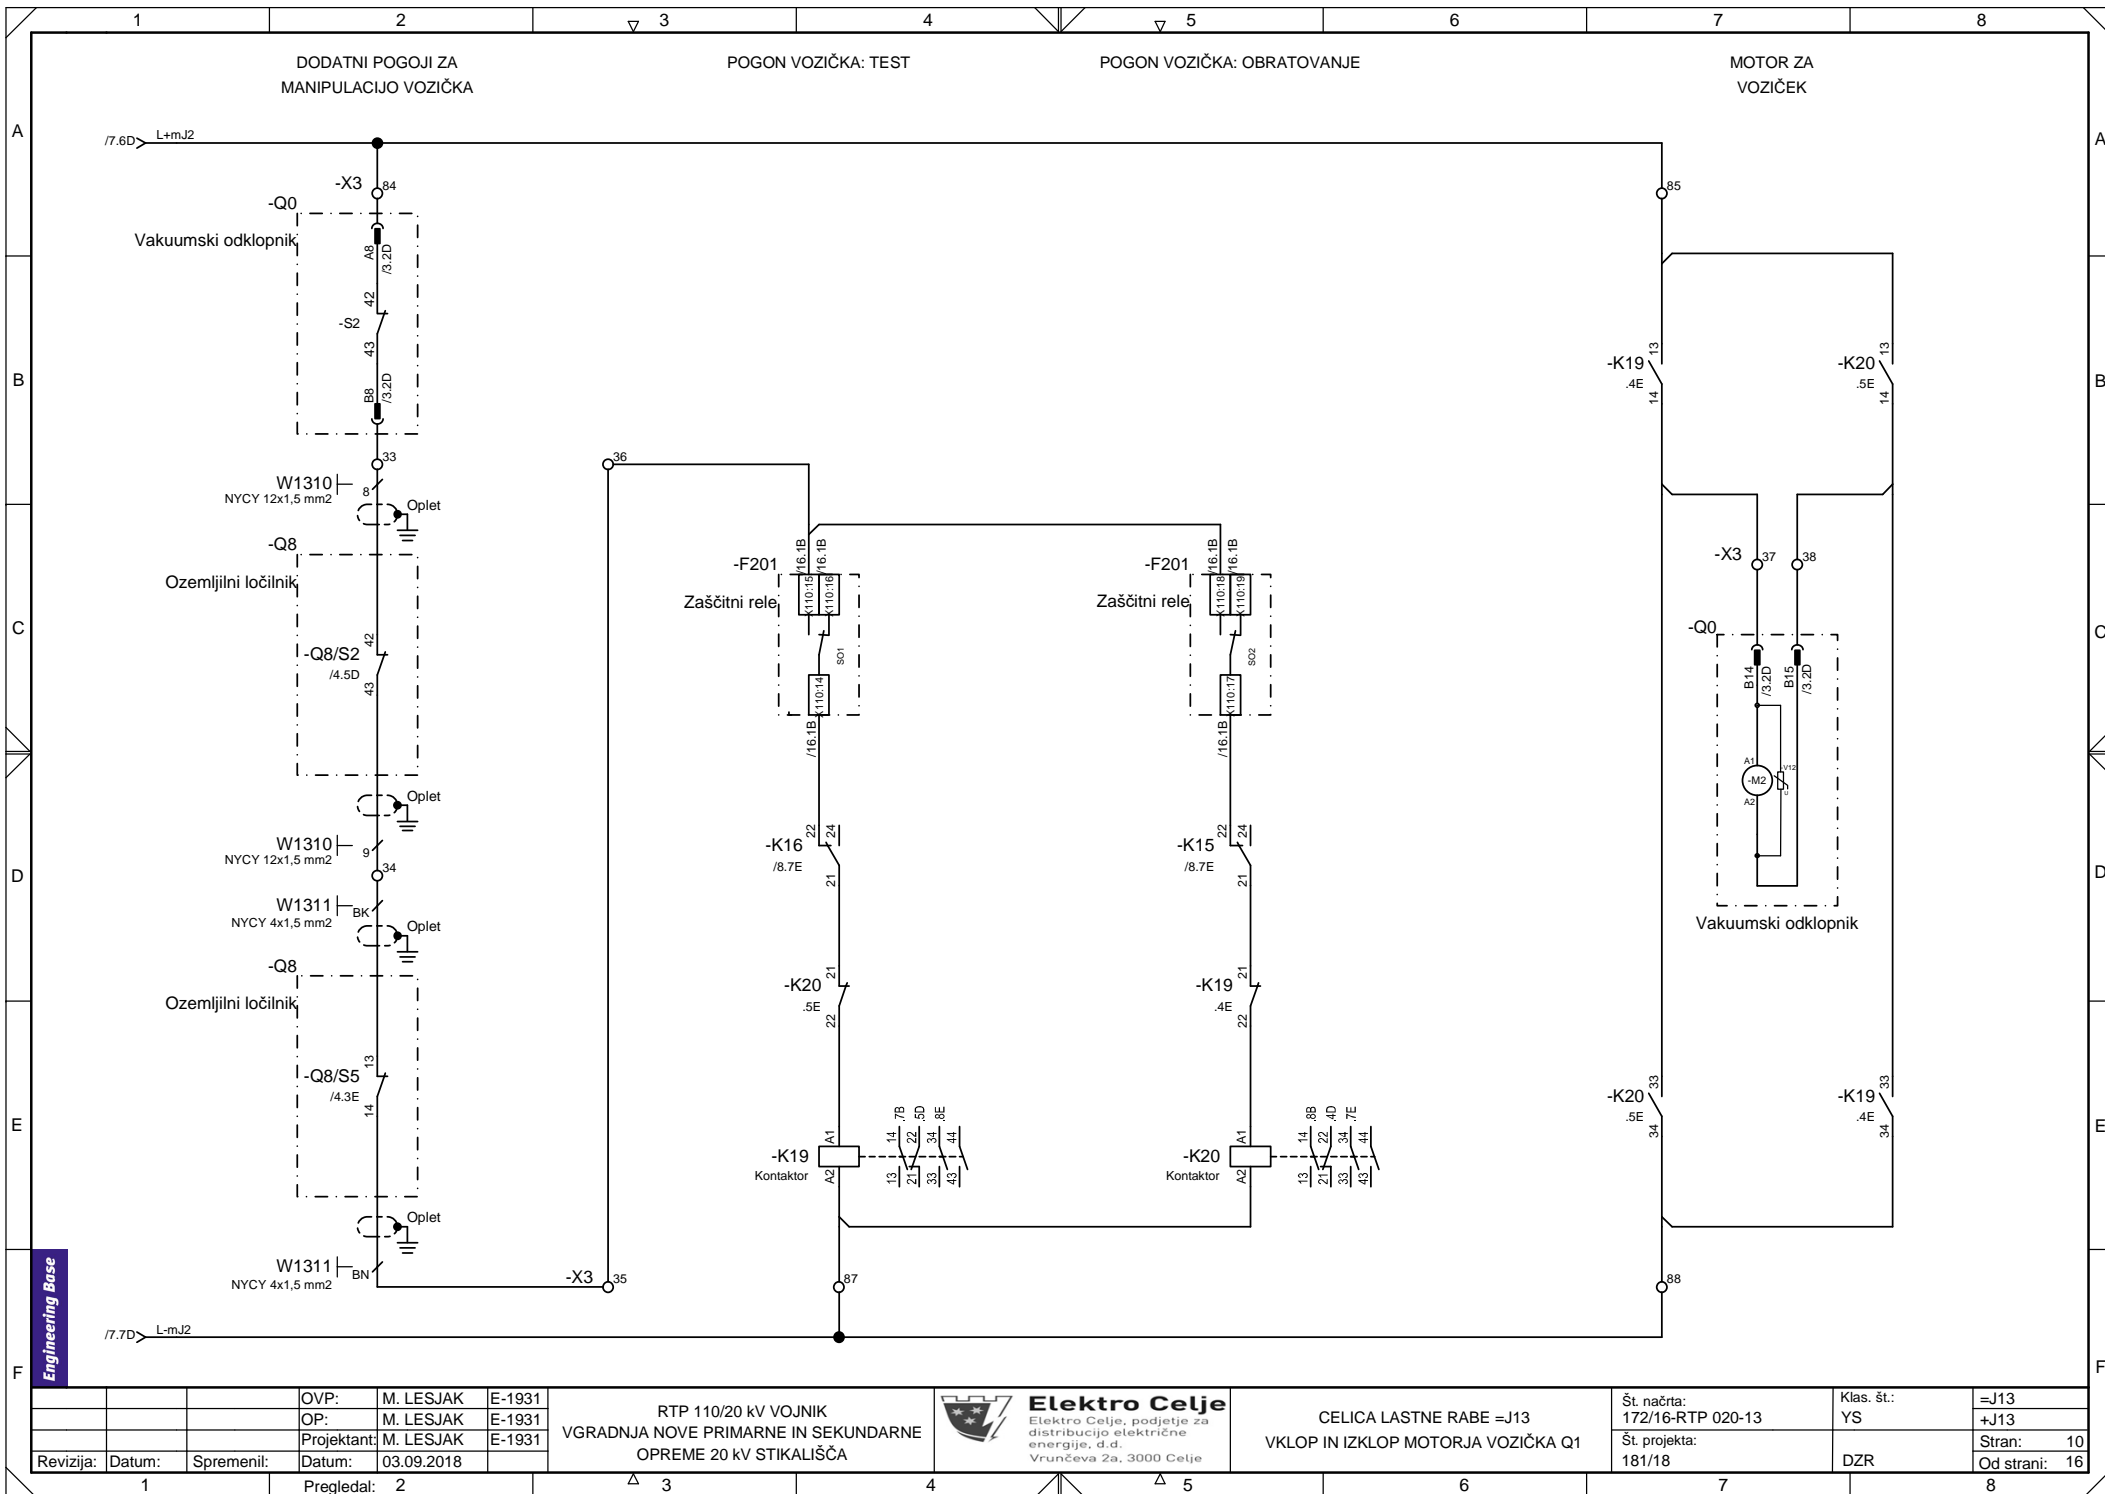 1 2 3 4 5 6 7 8
DODATNI POGOJI ZA
MANIPULACIJO VOZIČKA
POGON VOZIČKA: TEST
POGON VOZIČKA: OBRATOVANJE
MOTOR ZA
VOZIČEK
A
A
/7.6D
L+mJ2
-X3
84
85
-Q0
Vakuumski odklopnik
A8
/3.2D
42
-S2
43
B8
/3.2D
B
B
-K19
.4E
13
14
-K20
.5E
13
14
33
36
W1310
NYCY 12x1,5 mm2
8
Oplet
-Q8
Ozemljilni ločilnik
42
-Q8/S2
/4.5D
43
C
C
-F201
Zaščitni rele
/16.1B
/16.1B
X110:15
X110:16
SO1
X110:14
/16.1B
-F201
Zaščitni rele
/16.1B
/16.1B
X110:18
X110:19
SO2
X110:17
/16.1B
-X3
37
38
-Q0
B14
/3.2D
B15
/3.2D
A1
-M2
A2
-V12
U
Vakuumski odklopnik
Oplet
W1310
NYCY 12x1,5 mm2
9
34
D
D
W1311
NYCY 4x1,5 mm2
BK
Oplet
-K16
/8.7E
22
24
21
-K15
/8.7E
22
24
21
-Q8
Ozemljilni ločilnik
-K20
.5E
21
22
-K19
.4E
21
22
13
-Q8/S5
/4.3E
14
E
E
-K19
Kontaktor
A1
A2
14 22 34 44
.7B .5D .8E
13 21 33 43
-K20
Kontaktor
A1
A2
14 22 34 44
.8B .4D .7E
13 21 33 43
-K20
.5E
33
34
-K19
.4E
33
34
Oplet
W1311
NYCY 4x1,5 mm2
BN
-X3
35
87
88
/7.7D
L-mJ2
F
F
Engineering Base
OVP: M. LESJAK E-1931
OP: M. LESJAK E-1931
Projektant: M. LESJAK E-1931
Revizija: Datum: Spremenil: Datum: 03.09.2018
Pregledal:
RTP 110/20 kV VOJNIK
VGRADNJA NOVE PRIMARNE IN SEKUNDARNE
OPREME 20 kV STIKALIŠČA
Elektro Celje
Elektro Celje, podjetje za
distribucijo električne
energije, d.d.
Vrunčeva 2a, 3000 Celje
CELICA LASTNE RABE =J13
VKLOP IN IZKLOP MOTORJA VOZIČKA Q1
Št. načrta:
172/16-RTP 020-13
Št. projekta:
181/18
Klas. št.:
YS
DZR
=J13
+J13
Stran: 10
Od strani: 16
1 2 3 4 5 6 7 8